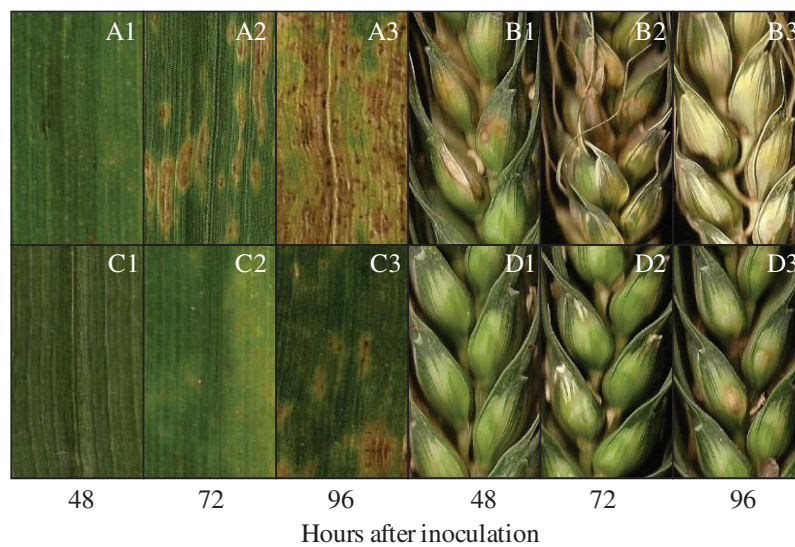 A1 A2 A3 B1 B2 B3
C1 C2 C3 D1 D2 D3
48 72 96 48 72 96
Hours after inoculation